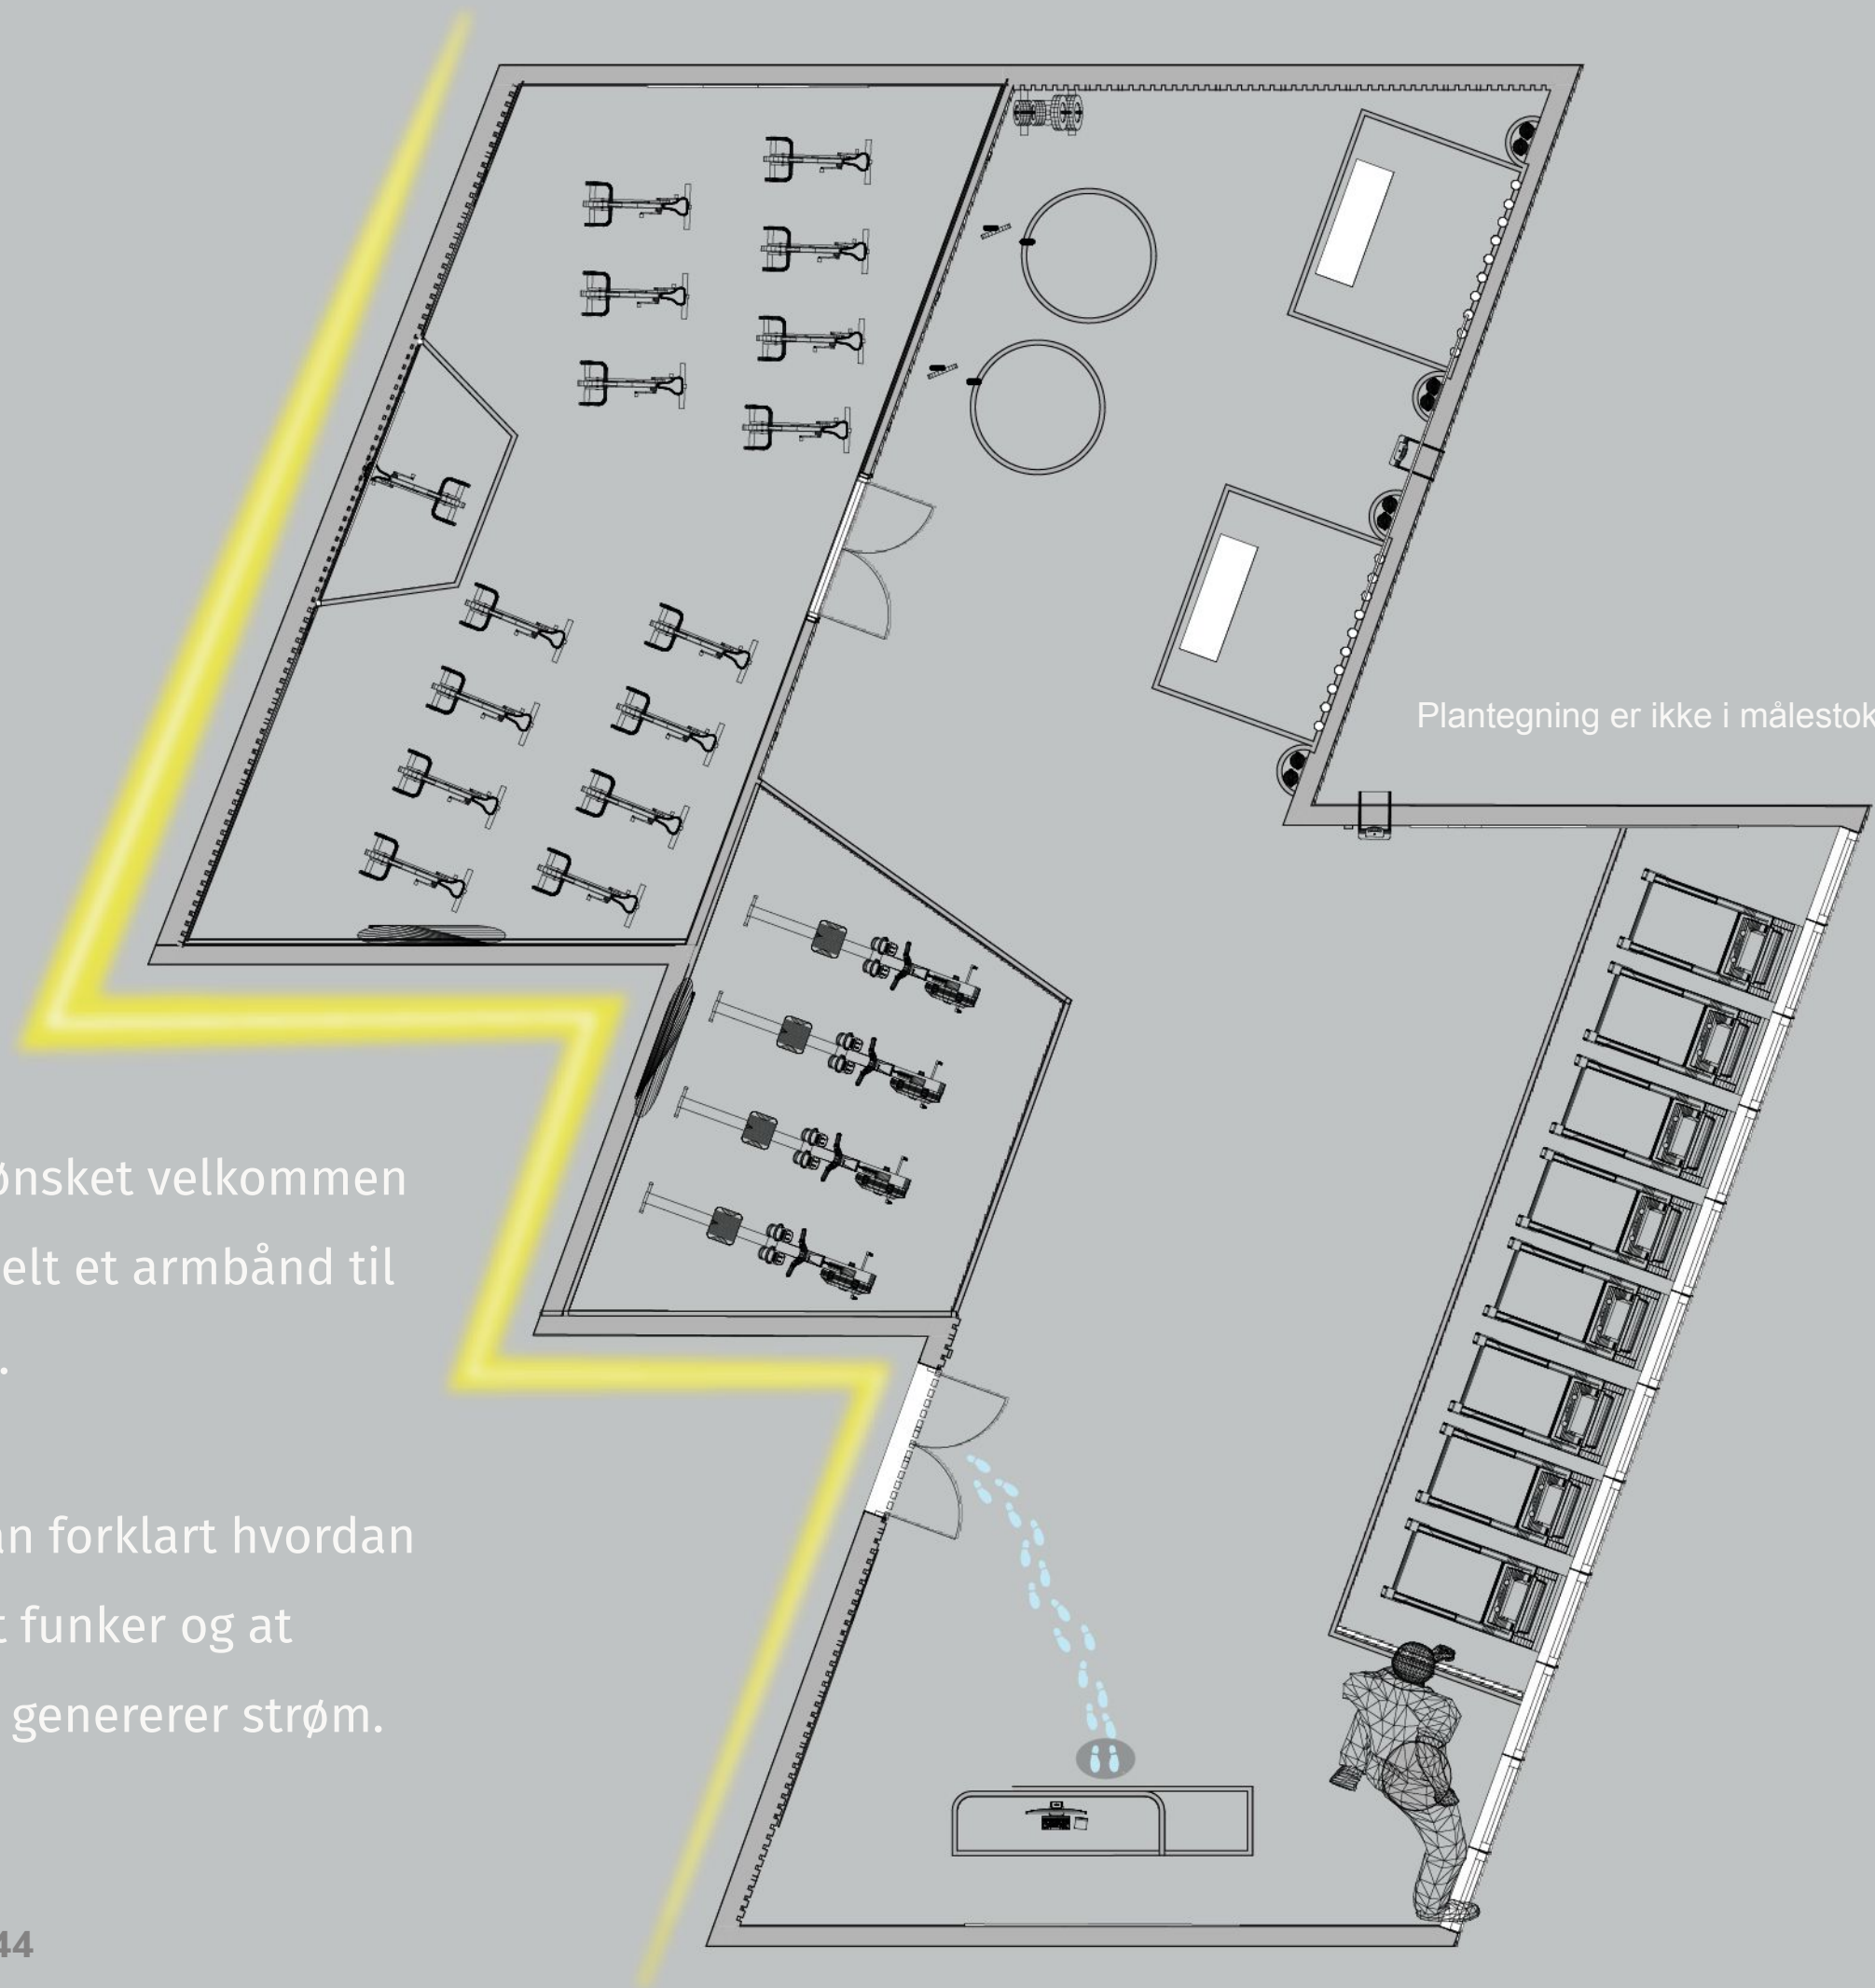 Plantegning er ikke i målestok
ønsket velkommen
elt et armbånd til
.
an forklart hvordan
t funker og at
genererer strøm.
44